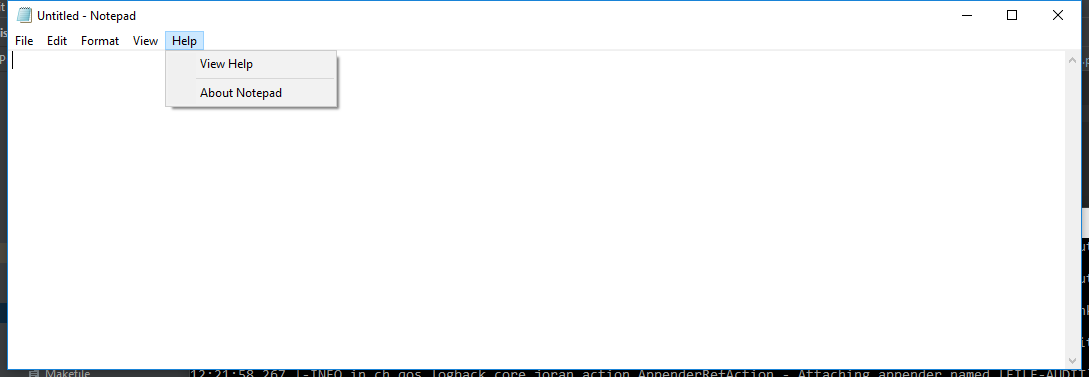 Untitled - Notepad
File Edit Format View Help
View Help
About Notepad
Makefile
12:21:58,267 |-INFO in ch.qos.logback.core.joran.action.AppenderRefAction - Attaching appender named [FILE-AUDIT